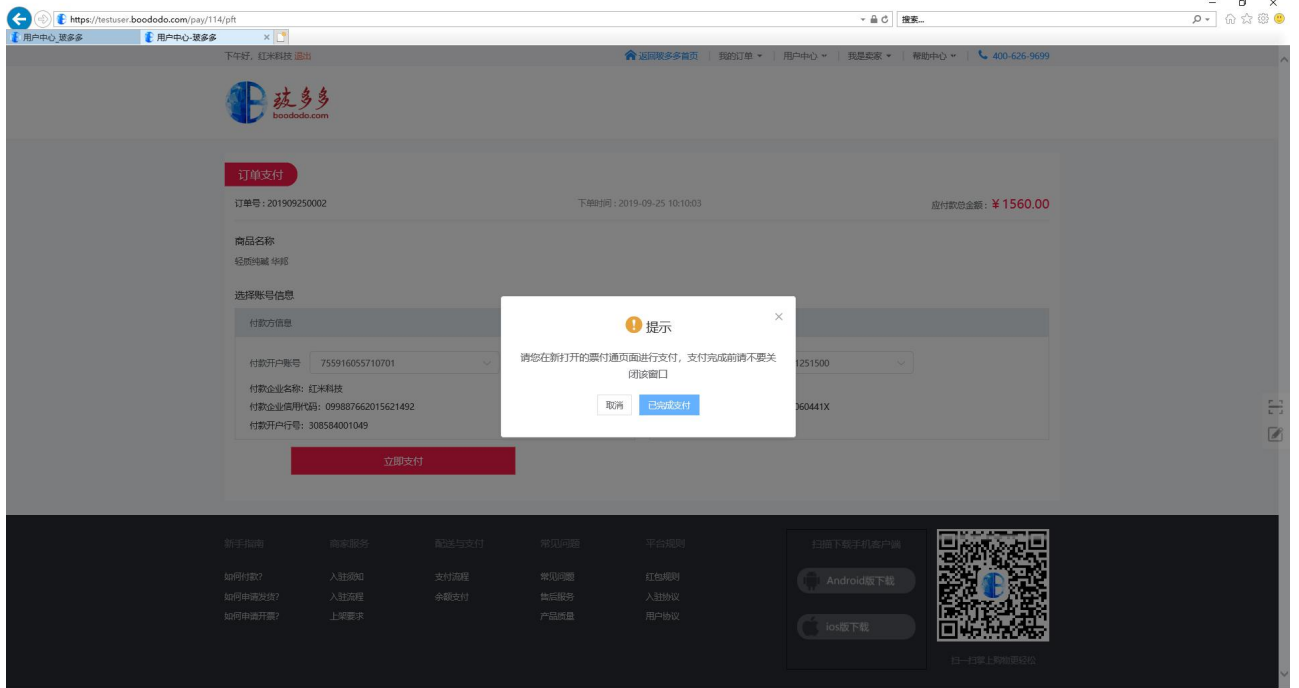 https://testuser.boododo.com/pay/114/pft
搜索...
用户中心_玻多多
用户中心-玻多多
下午好, 红米科技 退出
返回玻多多首页
我的订单
用户中心
我是卖家
帮助中心
400-626-9699
玻多多
boododo.com
订单支付
订单号 : 201909250002
下单时间 : 2019-09-25 10:10:03
应付款总金额: ¥1560.00
商品名称
轻质纯碱 华邦
选择账号信息
付款方信息
付款开户账号 755916055710701
1251500
付款企业名称: 红米科技
付款企业信用代码: 099887662015621492
060441X
付款开户行号: 308584001049
提示
请您在新打开的票付通页面进行支付, 支付完成前请不要关
闭该窗口
取消
已完成支付
立即支付
新手指南 商家服务 配送与支付 常见问题 平台规则
如何付款? 入驻须知 支付流程 常见问题 红包规则
如何申请发货? 入驻流程 余额支付 售后服务 入驻协议
如何申请开票? 上架要求 产品质量 用户协议
扫描下载手机客户端
Android版下载
ios版下载
扫一扫掌上购物更轻松